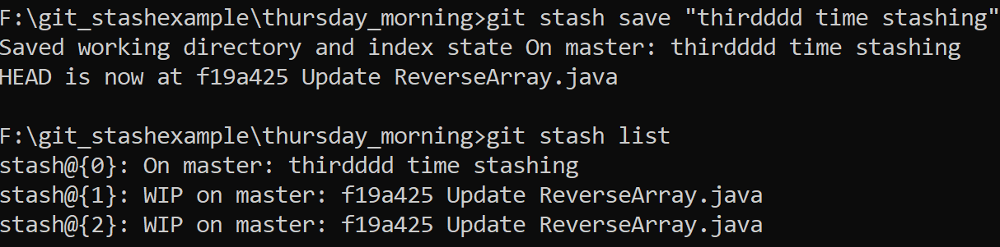 F:\git_stashexample\thursday_morning>git stash save "thirdddd time stashing"
Saved working directory and index state On master: thirdddd time stashing
HEAD is now at f19a425 Update ReverseArray.java
F:\git_stashexample\thursday_morning>git stash list
stash@{0}: On master: thirdddd time stashing
stash@{1}: WIP on master: f19a425 Update ReverseArray.java
stash@{2}: WIP on master: f19a425 Update ReverseArray.java